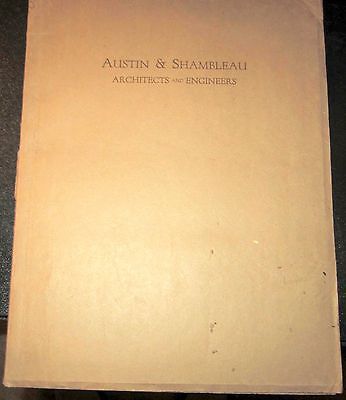 AUSTIN & SHAMBLEAU
ARCHITECTS AND ENGINEERS